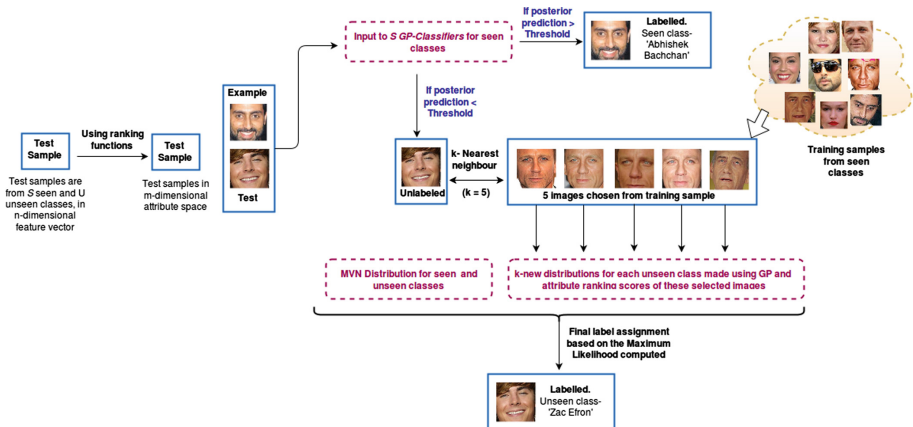 Test
Sample
Test samples are
from S seen and U
unseen classes, in
n-dimensional
feature vector
Using ranking
functions
Test
Sample
Test samples in
m-dimensional
attribute space
Example
Test
Input to S GP-Classifiers for seen
classes
If posterior
prediction >
Threshold
Labelled.
Seen class-
'Abhishek
Bachchan'
If posterior
prediction <
Threshold
Unlabeled
k- Nearest
neighbour
(k = 5)
5 images chosen from training sample
Training samples
from seen
classes
MVN Distribution for seen and
unseen classes
k-new distributions for each unseen class made using GP and
attribute ranking scores of these selected images
Final label assignment
based on the Maximum
Likelihood computed
Labelled.
Unseen class-
'Zac Efron'